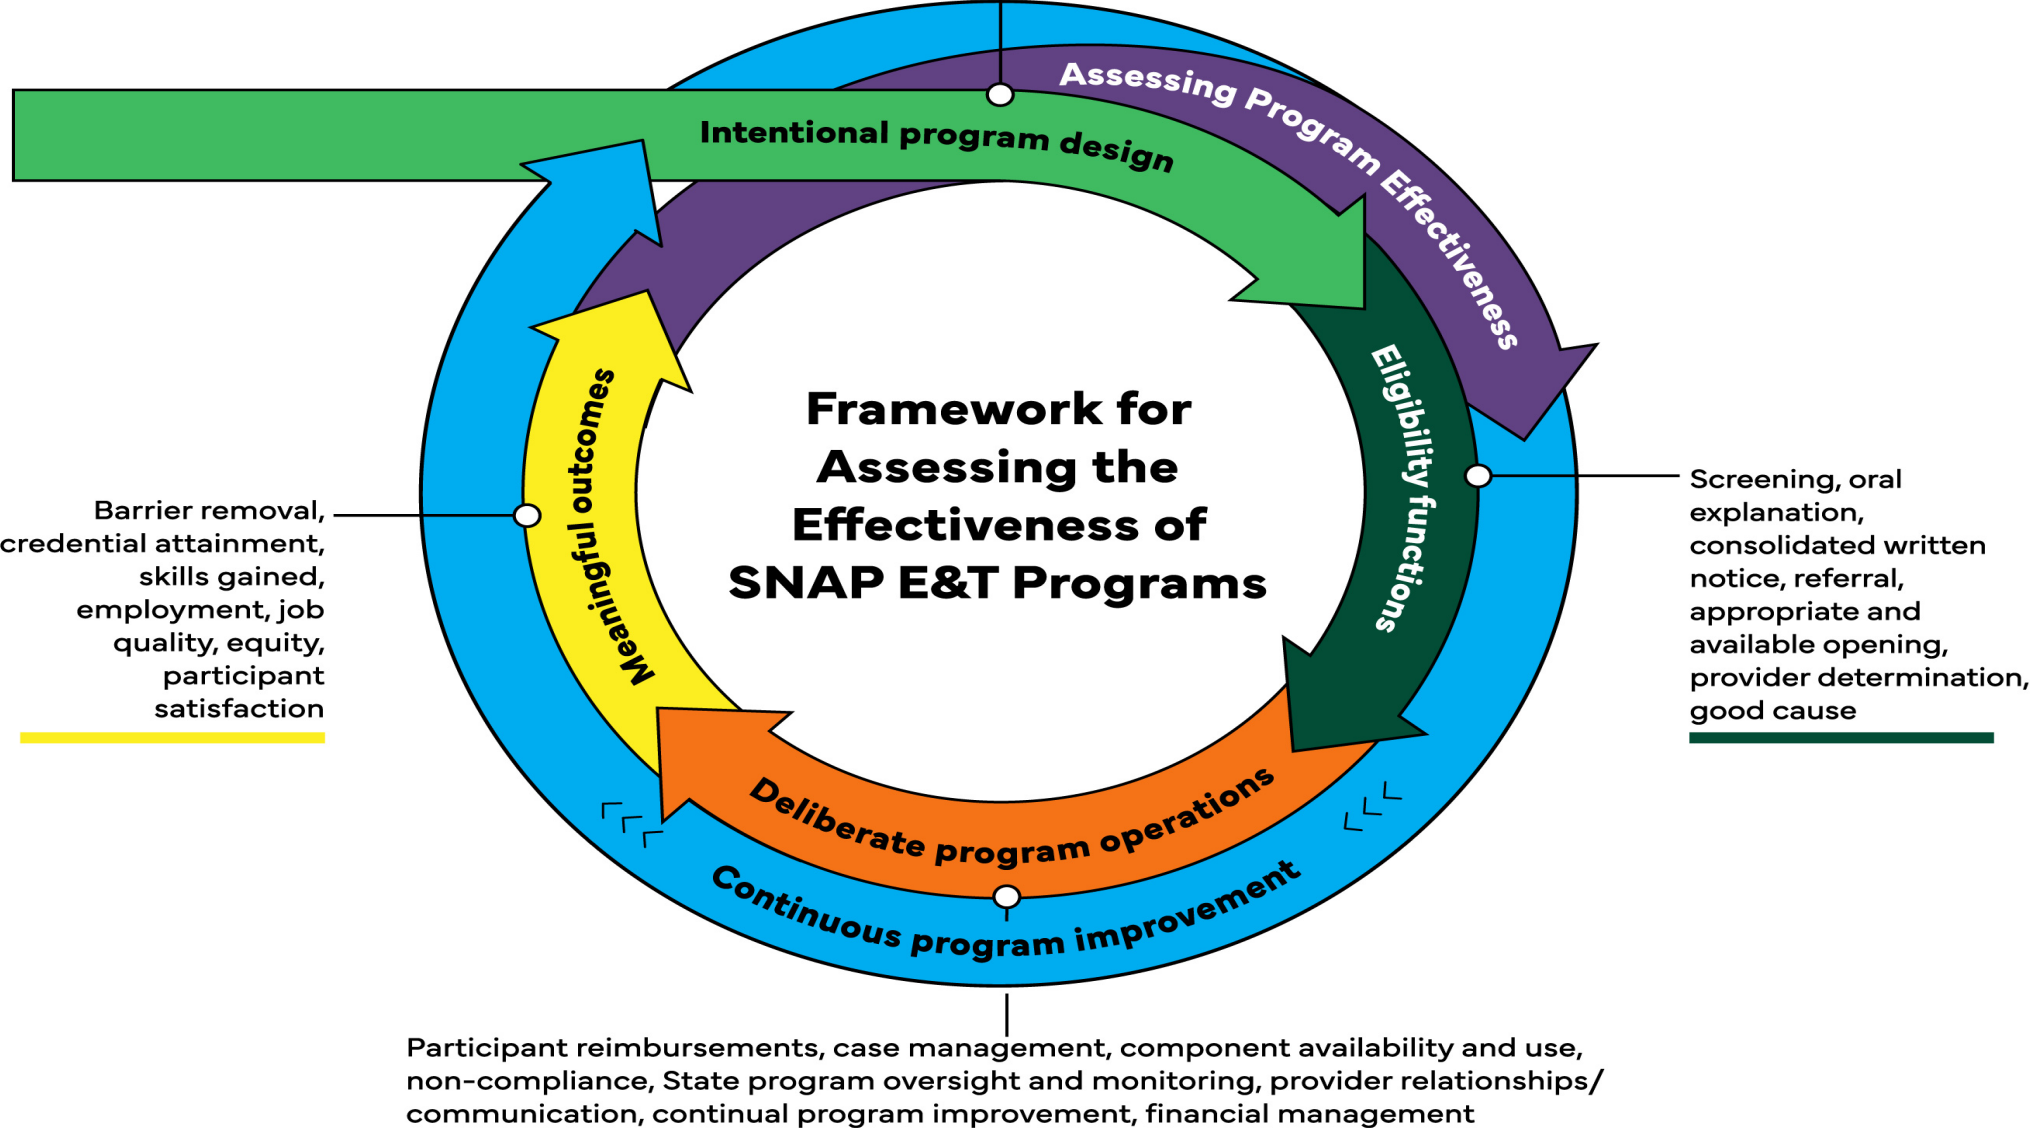 Assessing Program Effectiveness
Intentional program design
Eligibility functions
Framework for
Assessing the
Effectiveness of
SNAP E&T Programs
Meaningful outcomes
Barrier removal,
credential attainment,
skills gained,
employment, job
quality, equity,
participant
satisfaction
Screening, oral
explanation,
consolidated written
notice, referral,
appropriate and
available opening,
provider determination,
good cause
Deliberate program operations
Continuous program improvement
Participant reimbursements, case management, component availability and use,
non-compliance, State program oversight and monitoring, provider relationships/
communication, continual program improvement, financial management